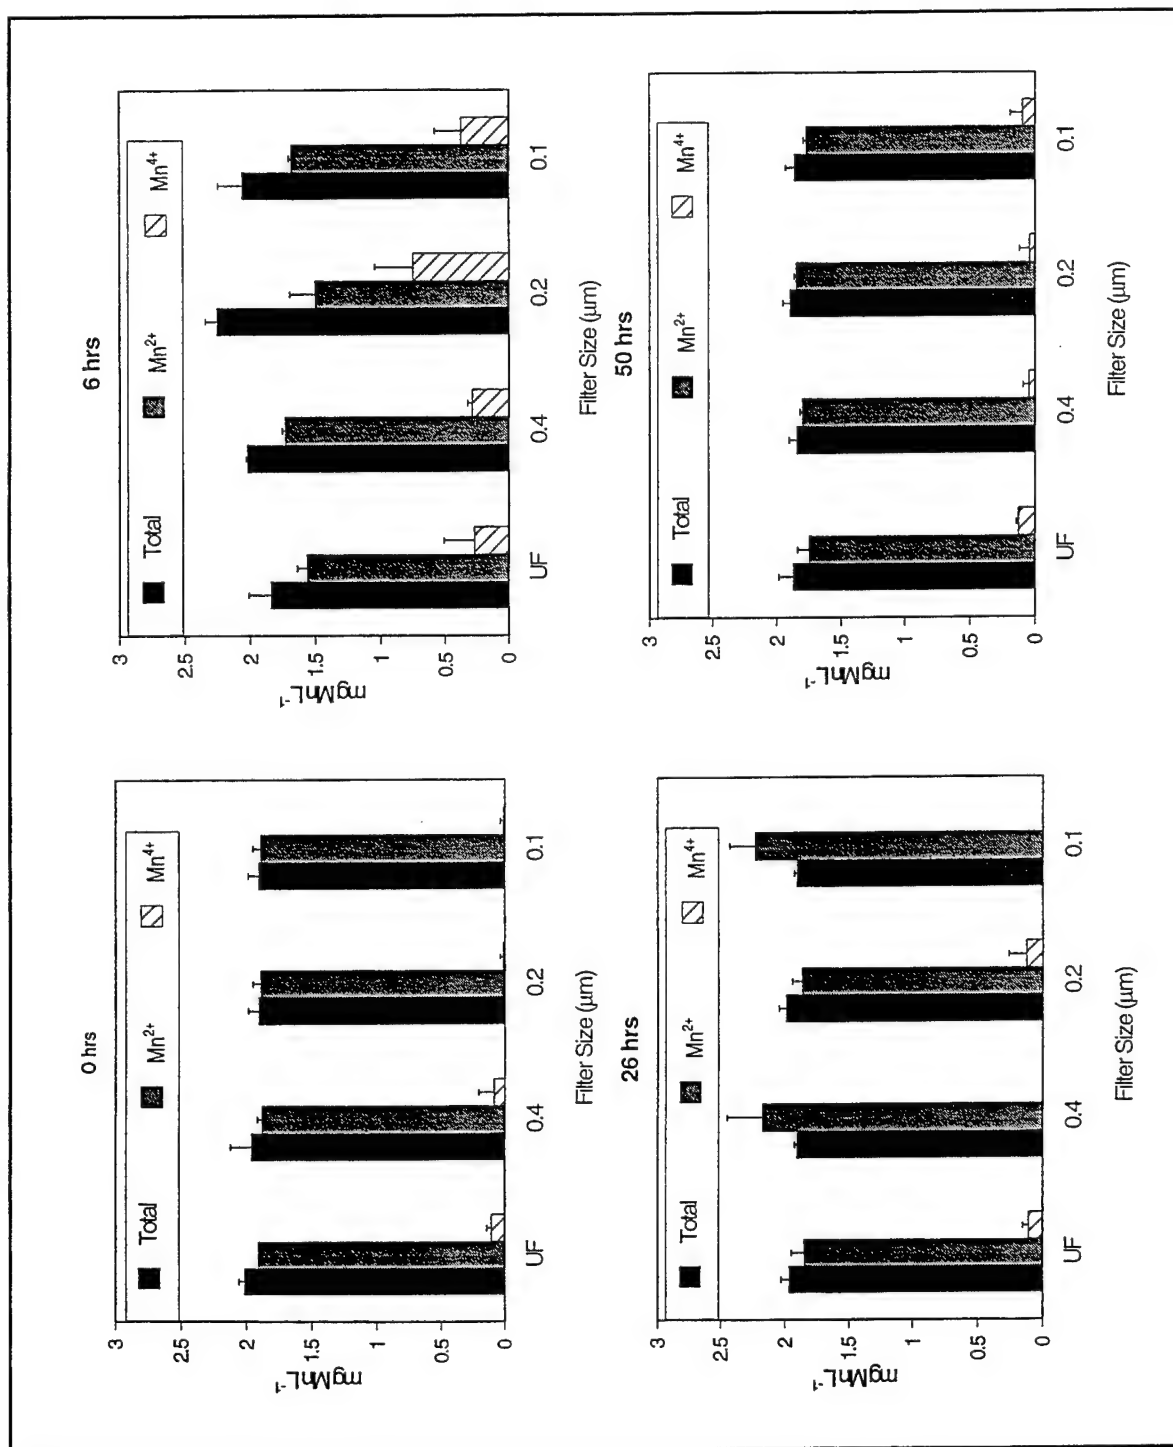 0 hrs
Total Mn²⁺ Mn⁴⁺
3
2.5
2
1.5
1
0.5
0
mgMnL⁻¹
UF 0.4 0.2 0.1
Filter Size (µm)
6 hrs
Total Mn²⁺ Mn⁴⁺
3
2.5
2
1.5
1
0.5
0
mgMnL⁻¹
UF 0.4 0.2 0.1
Filter Size (µm)
26 hrs
Total Mn²⁺ Mn⁴⁺
3
2.5
2
1.5
1
0.5
0
mgMnL⁻¹
UF 0.4 0.2 0.1
Filter Size (µm)
50 hrs
Total Mn²⁺ Mn⁴⁺
3
2.5
2
1.5
1
0.5
0
mgMnL⁻¹
UF 0.4 0.2 0.1
Filter Size (µm)